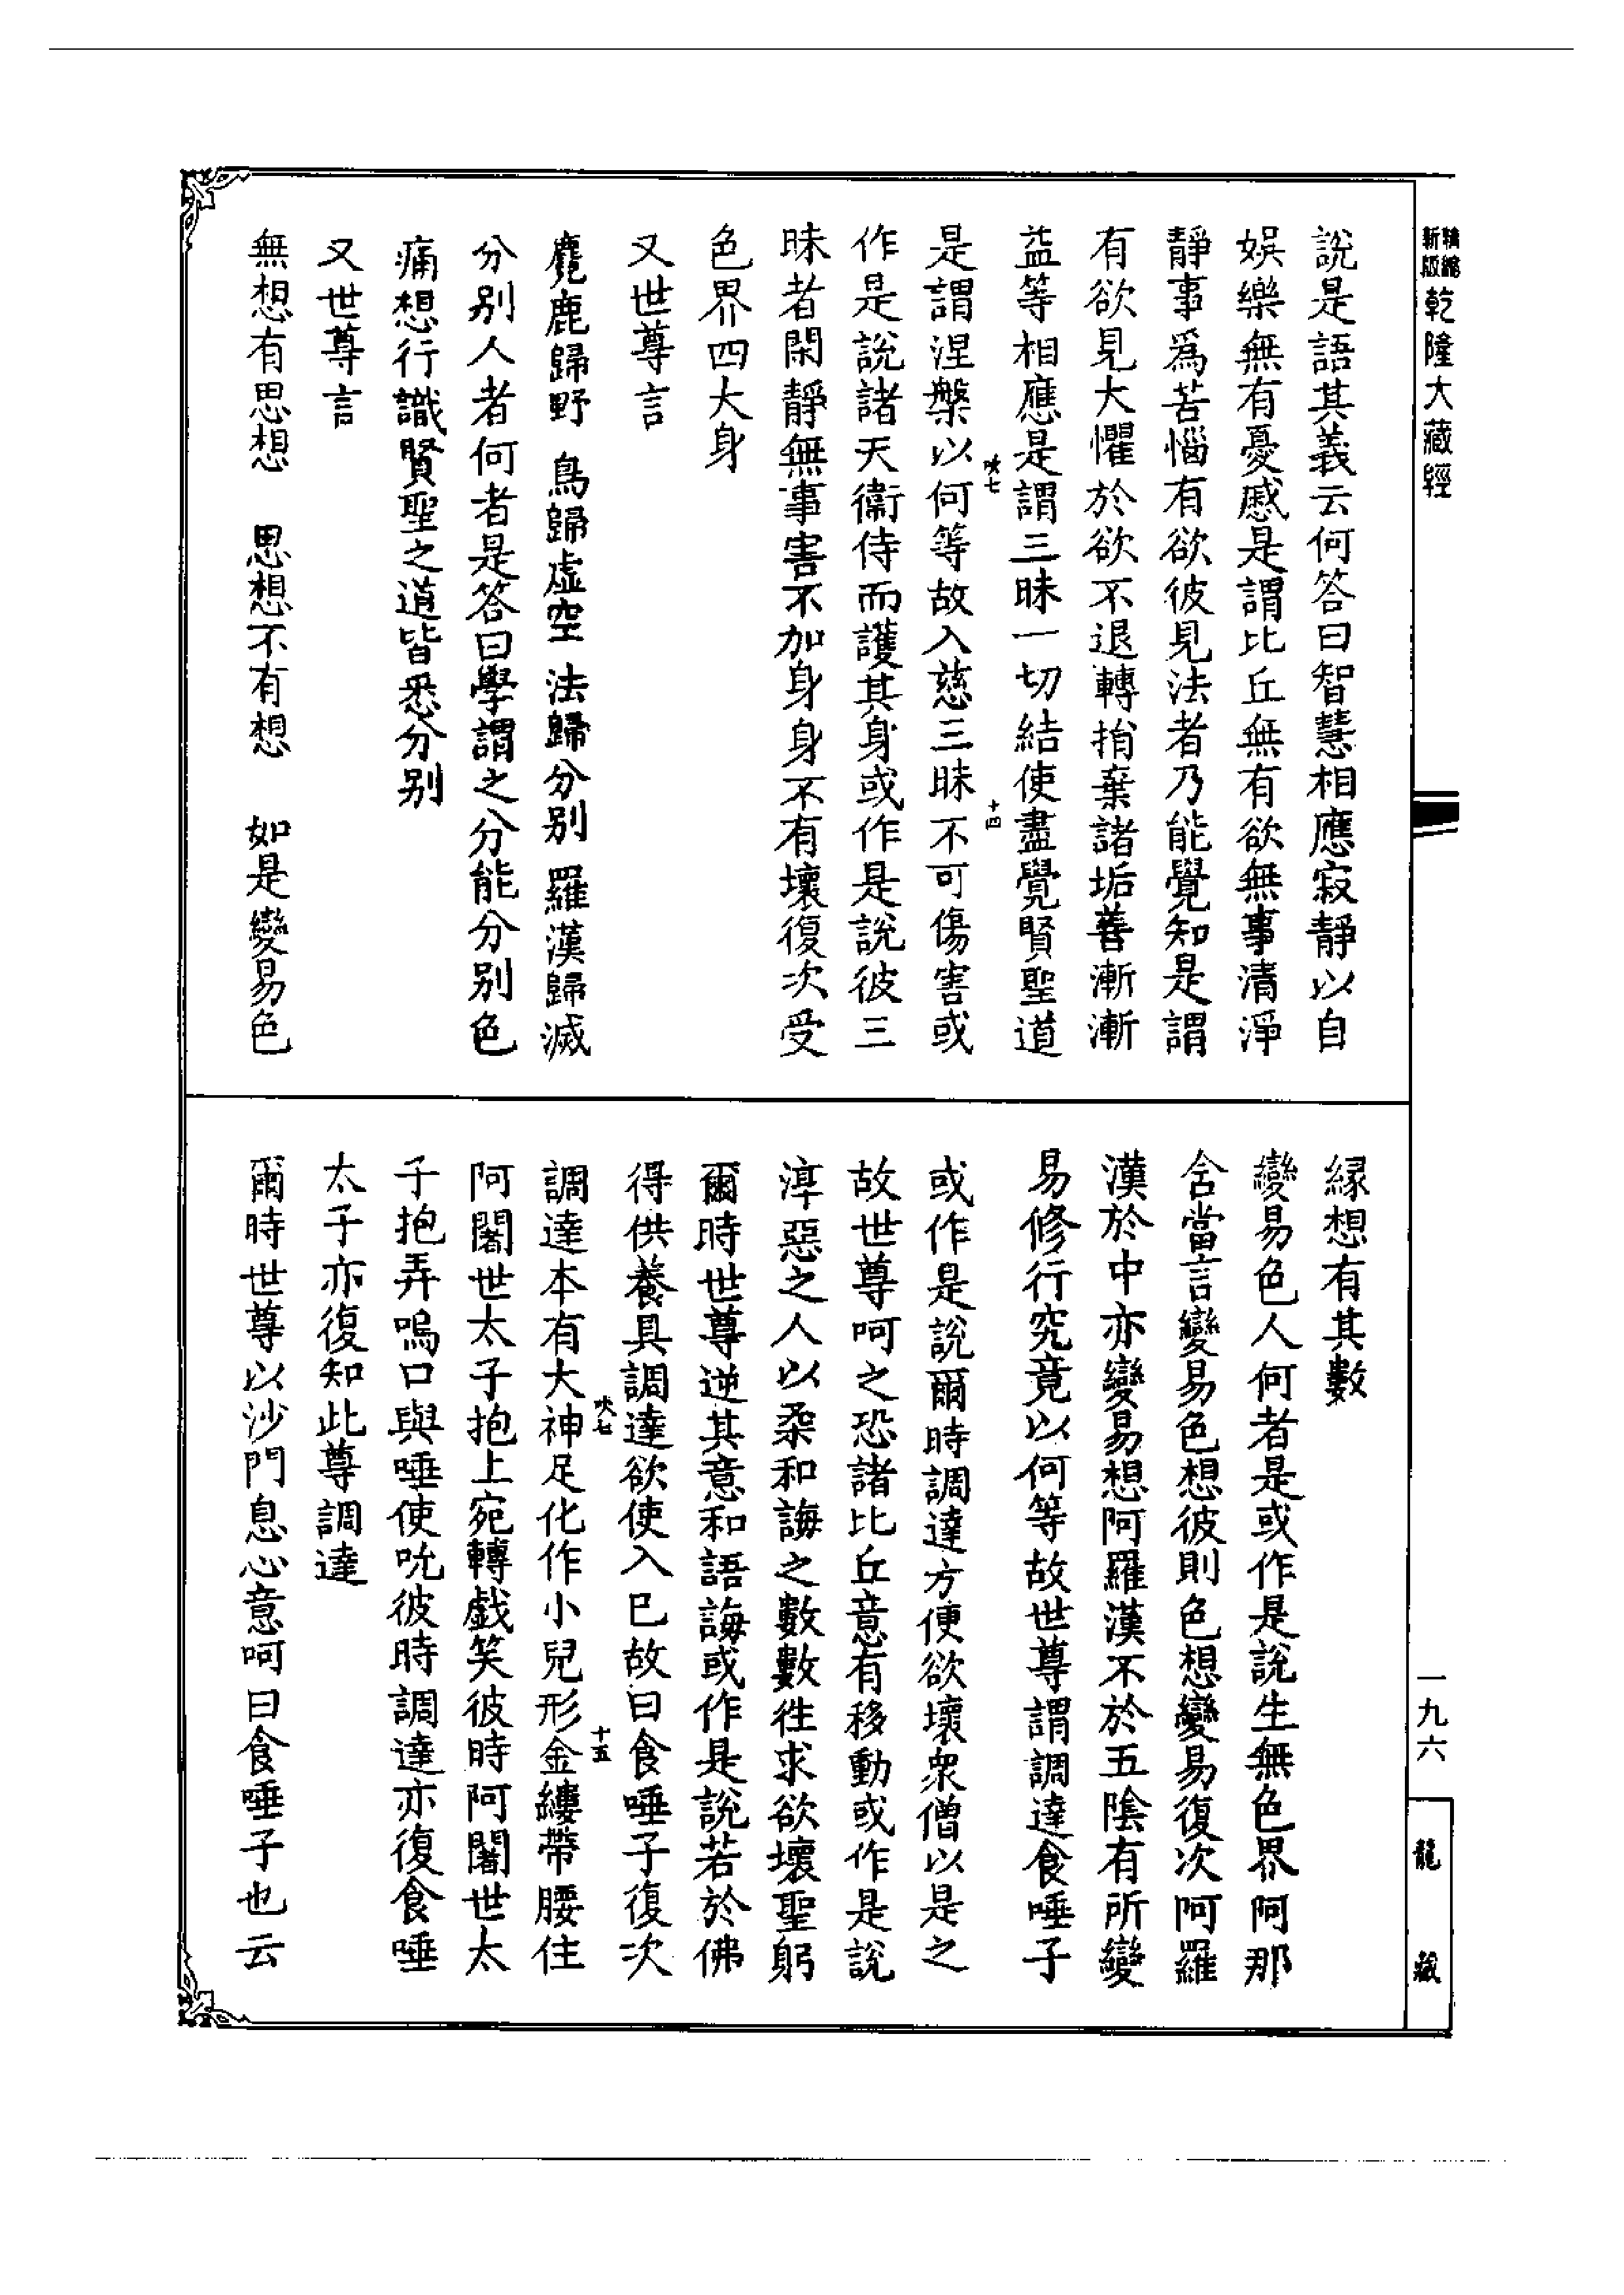 精縮新版乾隆大藏經
說是語其義云何答曰智慧相應寂靜以自
娛樂無有憂慼是謂比丘無有欲無事清淨
靜事為苦惱有欲彼見法者乃能覺知是謂
有欲見大懼於欲不退轉捐棄諸垢善漸漸
益等相應是謂三昧一切結使盡覺賢聖道
吠七
十四
是謂涅槃以何等故入慈三昧不可傷害或
作是說諸天衞侍而護其身或作是說彼三
昧者閑靜無事害不加身身不有壞復次受
色界四大身
又世尊言
麑鹿歸野 鳥歸虛空 法歸分別 羅漢歸滅
分別人者何者是答曰學謂之分能分別色
痛想行識賢聖之道皆悉分別
又世尊言
無想有思想 思想不有想 如是變易色
緣想有其數
變易色人何者是或作是說生無色界阿那
含當言變易色想彼則色想變易復次阿羅
漢於中亦變易想阿羅漢不於五陰有所變
易修行究竟以何等故世尊謂調達食唾子
或作是說爾時調達方便欲壞眾僧以是之
故世尊呵之恐諸比丘意有移動或作是說
滓惡之人以柔和誨之數數徃求欲壞聖躬
爾時世尊逆其意和語誨或作是說若於佛
得供養具調達欲使入已故曰食唾子復次
吠七
十五
調達本有大神足化作小兒形金縷帶腰住
阿闍世太子抱上宛轉戲笑彼時阿闍世太
子抱弄嗚口與唾使吮彼時調達亦復食唾
太子亦復知此尊調達
爾時世尊以沙門息心意呵曰食唾子也云
一九六
龍藏